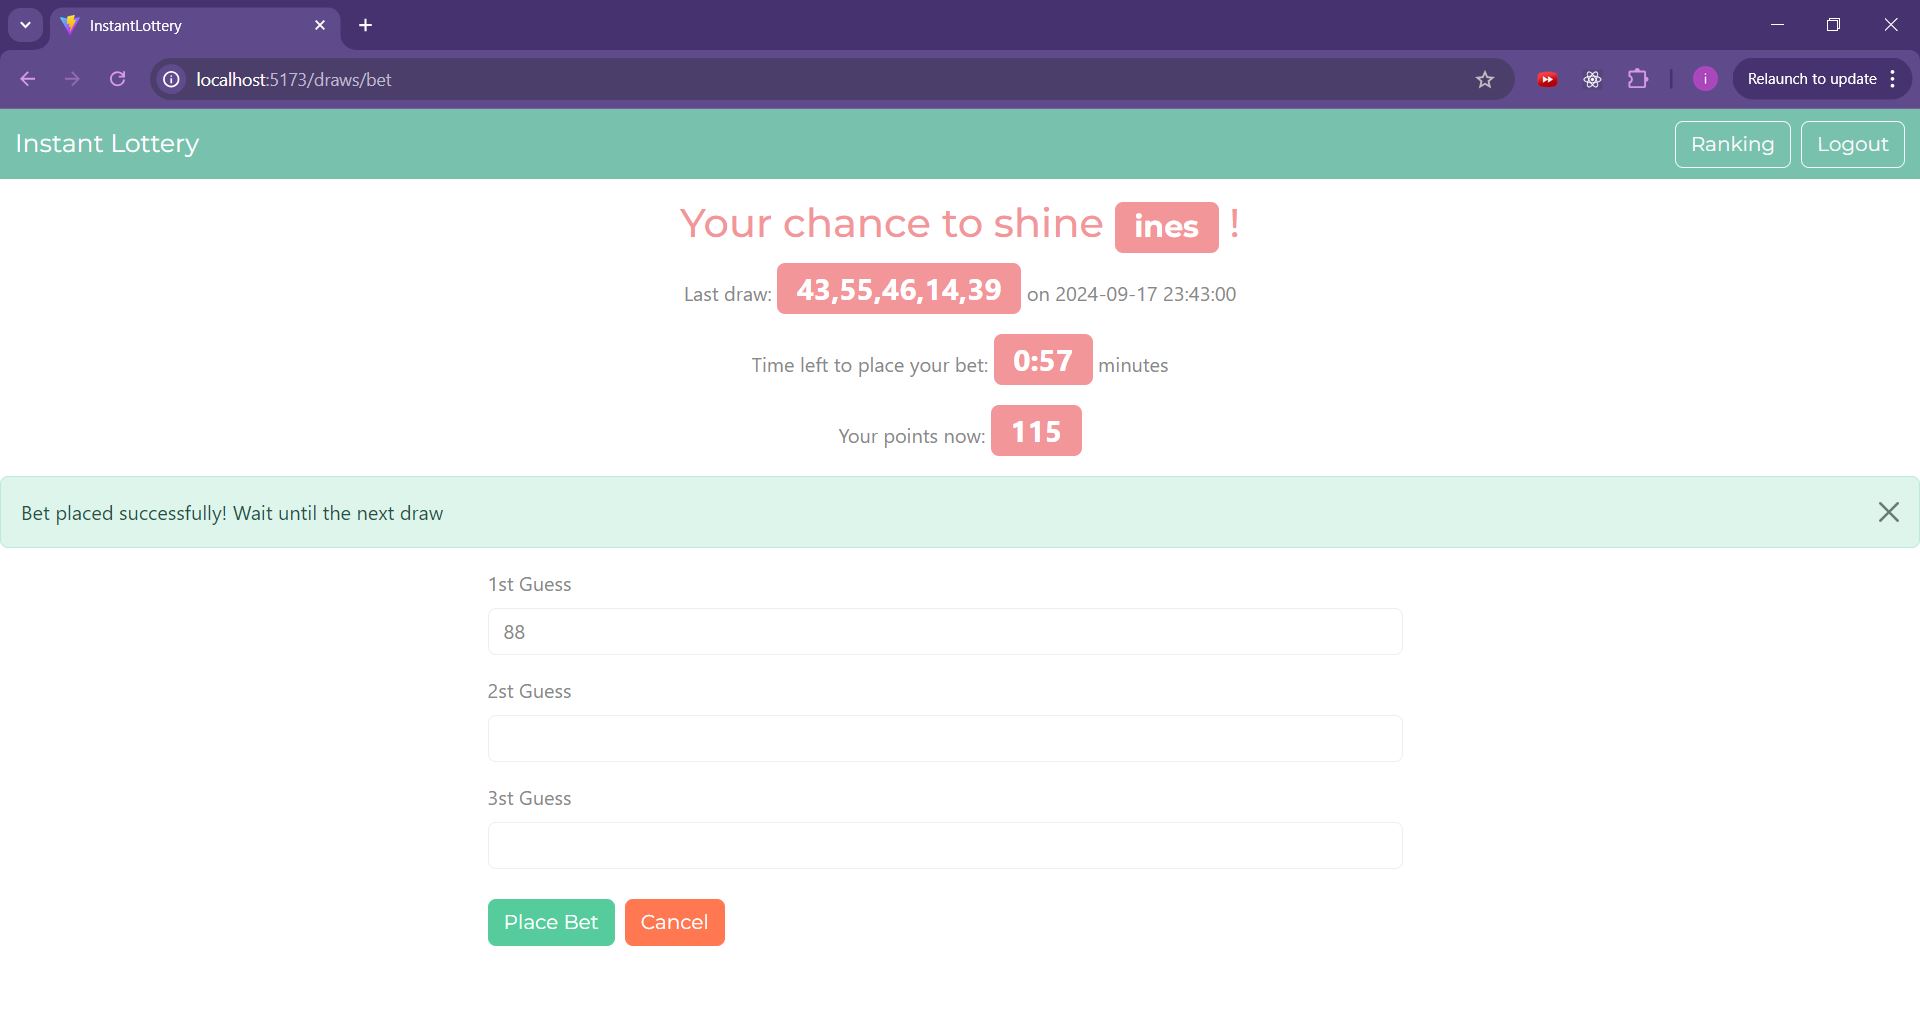 InstantLottery
localhost:5173/draws/bet
i
Relaunch to update
Instant Lottery
Ranking
Logout
Your chance to shine ines !
Last draw: 43,55,46,14,39 on 2024-09-17 23:43:00
Time left to place your bet: 0:57 minutes
Your points now: 115
Bet placed successfully! Wait until the next draw
1st Guess
88
2st Guess
3st Guess
Place Bet
Cancel